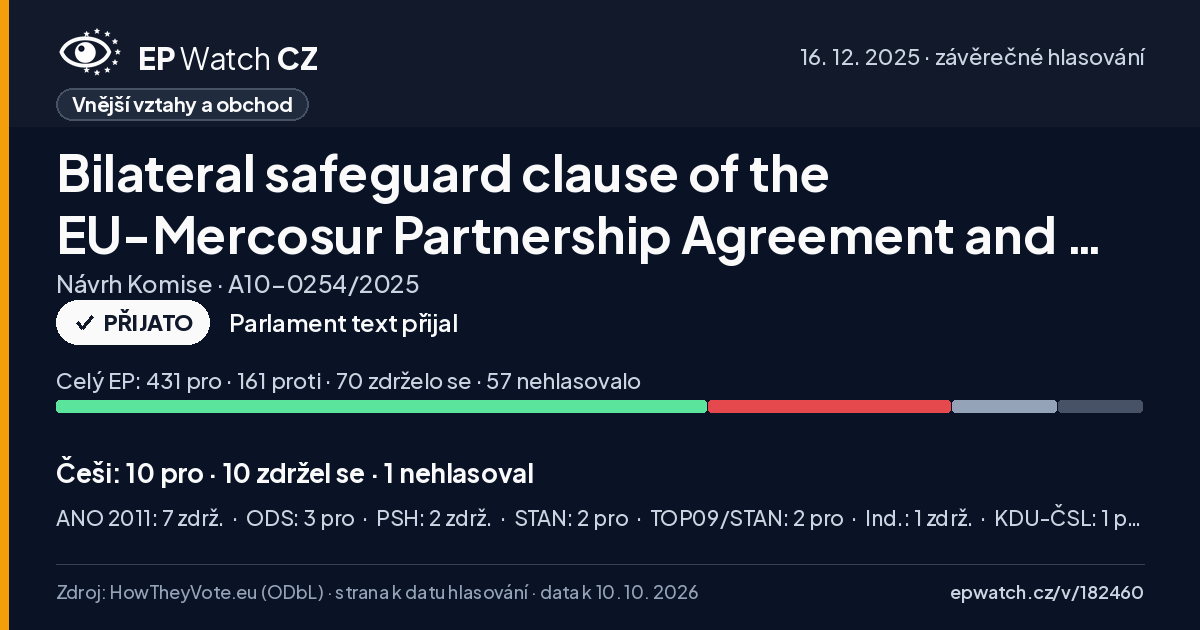 EP Watch CZ
16. 12. 2025 · závěrečné hlasování
Vnější vztahy a obchod
Bilateral safeguard clause of the
EU-Mercosur Partnership Agreement and ...
Návrh Komise · A10-0254/2025
✓ PŘIJATO Parlament text přijal
Celý EP: 431 pro · 161 proti · 70 zdrželo se · 57 nehlasovalo
Češi: 10 pro · 10 zdržel se · 1 nehlasoval
ANO 2011: 7 zdrž. · ODS: 3 pro · PSH: 2 zdrž. · STAN: 2 pro · TOP09/STAN: 2 pro · Ind.: 1 zdrž. · KDU-ČSL: 1 p...
Zdroj: HowTheyVote.eu (ODbL) · strana k datu hlasování · data k 10. 10. 2026
epwatch.cz/v/182460